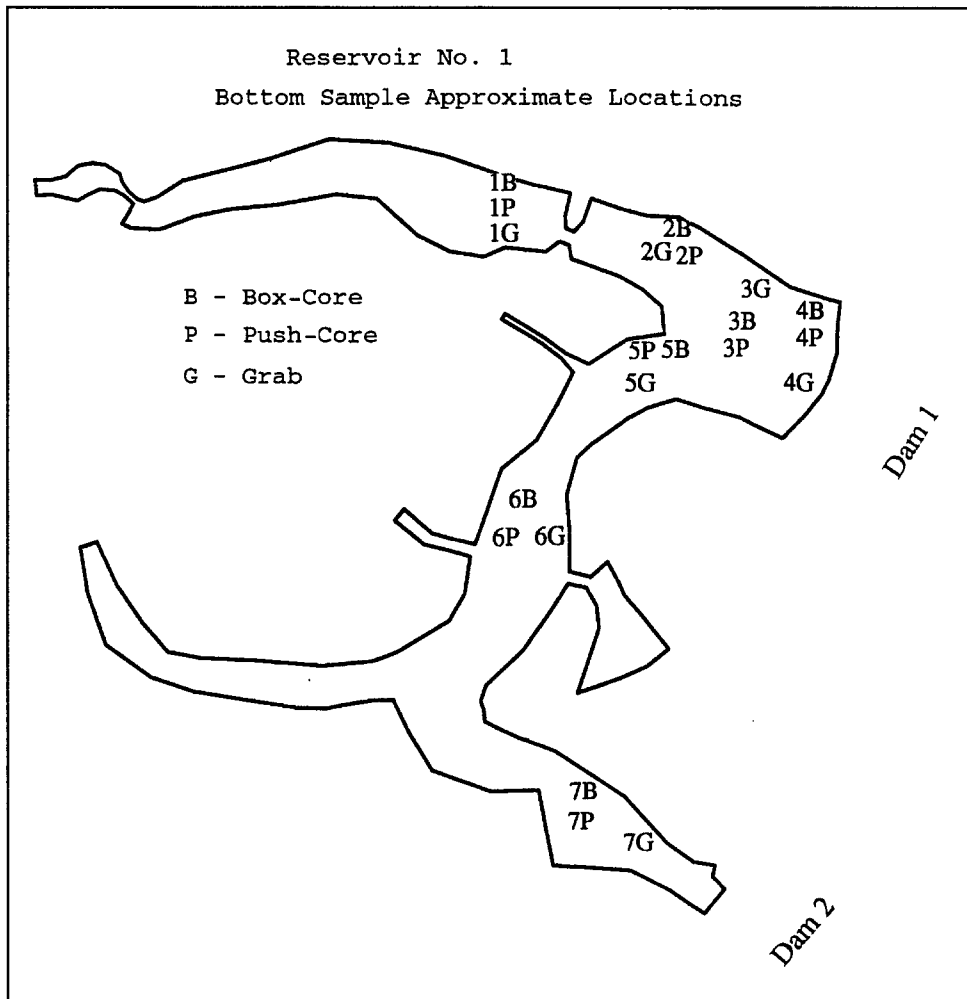 Reservoir No. 1
Bottom Sample Approximate Locations
1B
1P
1G
2B
2G 2P
3G
B - Box-Core
4B
3B
P - Push-Core
4P
5P 5B
3P
G - Grab
5G
4G
Dam 1
6B
6P 6G
7B
7P
7G
Dam 2